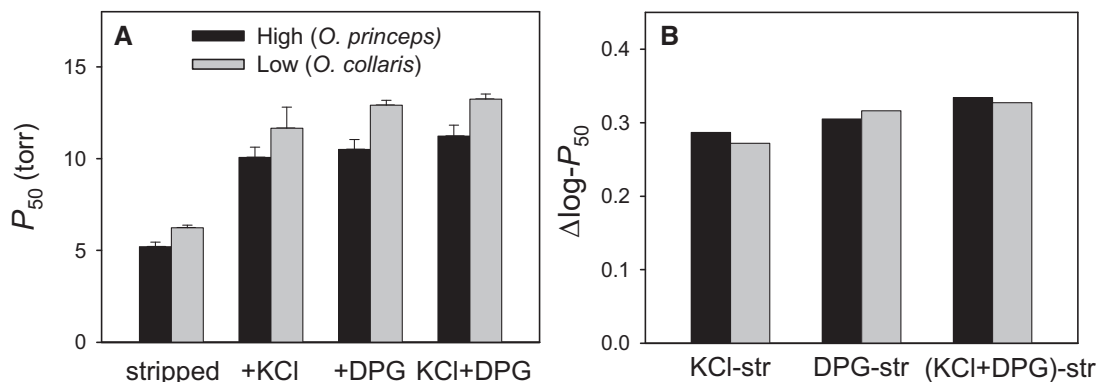 A
High (O. princeps)
Low (O. collaris)
P50 (torr)
15
10
5
0
stripped +KCl +DPG KCl+DPG
B
Δlog-P50
0.4
0.3
0.2
0.1
0.0
KCl-str DPG-str (KCl+DPG)-str